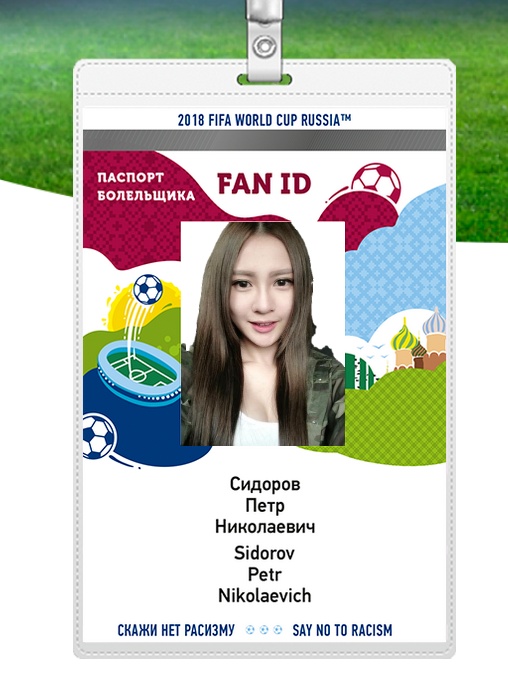 2018 FIFA WORLD CUP RUSSIA™
ПАСПОРТ
БОЛЕЛЬЩИКА
FAN ID
Сидоров
Петр
Николаевич
Sidorov
Petr
Nikolaevich
СКАЖИ НЕТ РАСИЗМУ SAY NO TO RACISM